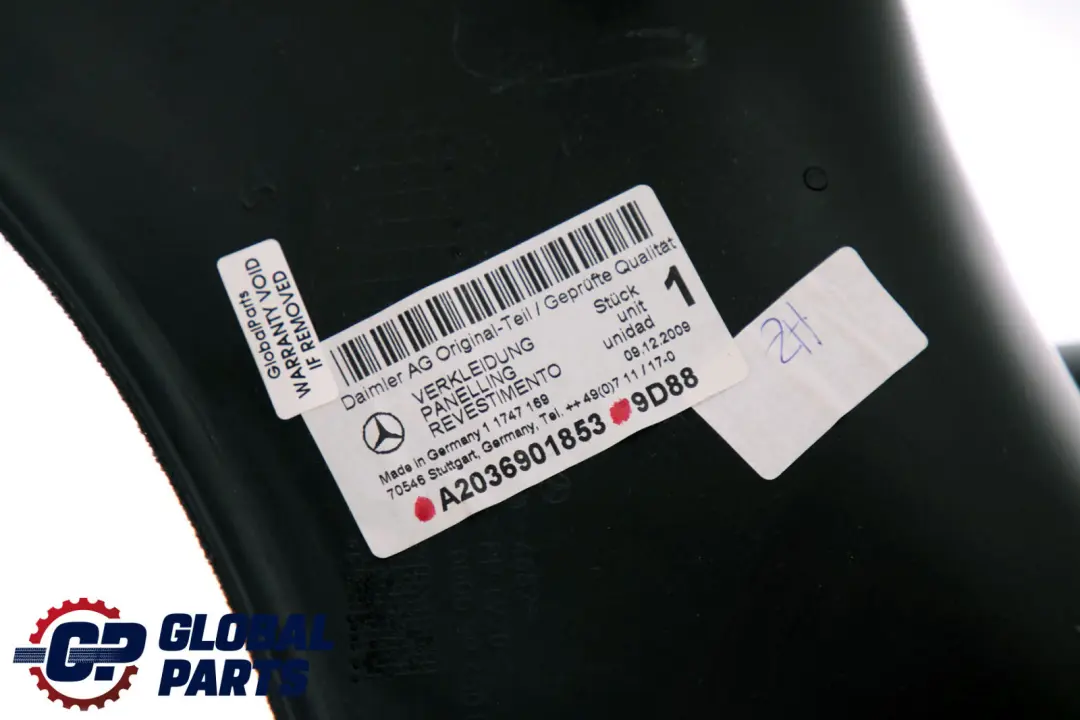 GlobalParts
WARRANTY VOID
IF REMOVED
Daimler AG Original-Teil / Geprüfte Qualität
VERKLEIDUNG
PANELLING
REVESTIMENTO
Stück
unit
unidad
1
09.12.2009
Made in Germany 1 1747 169
70546 Stuttgart, Germany, Tel. ++ 49(0)7 11 / 17-0
A2036901853 9D88
CP GLOBAL
PARTS